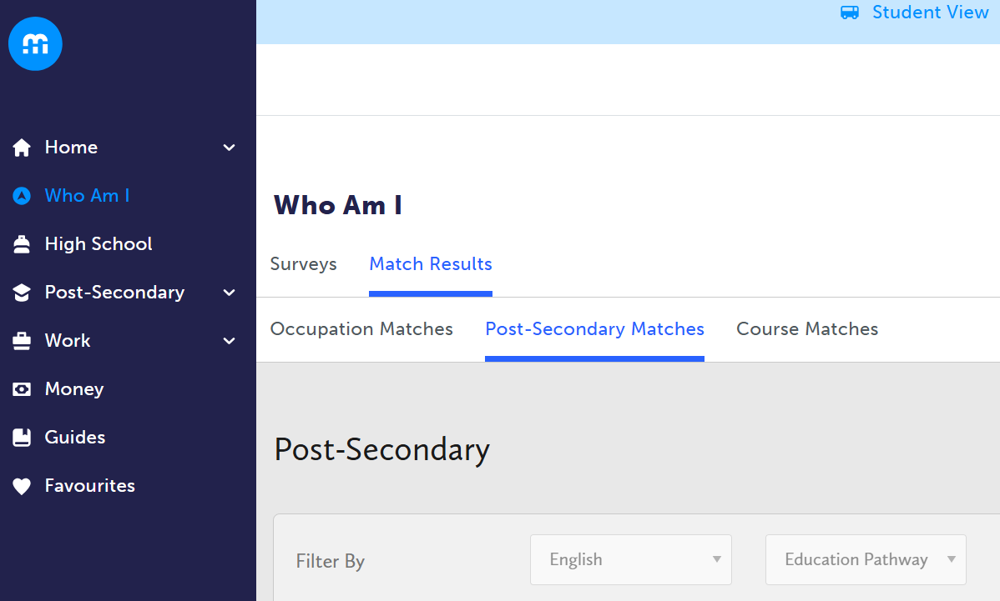 Student View
Home
Who Am I
High School
Post-Secondary
Work
Money
Guides
Favourites
Who Am I
Surveys Match Results
Occupation Matches Post-Secondary Matches Course Matches
Post-Secondary
Filter By English Education Pathway